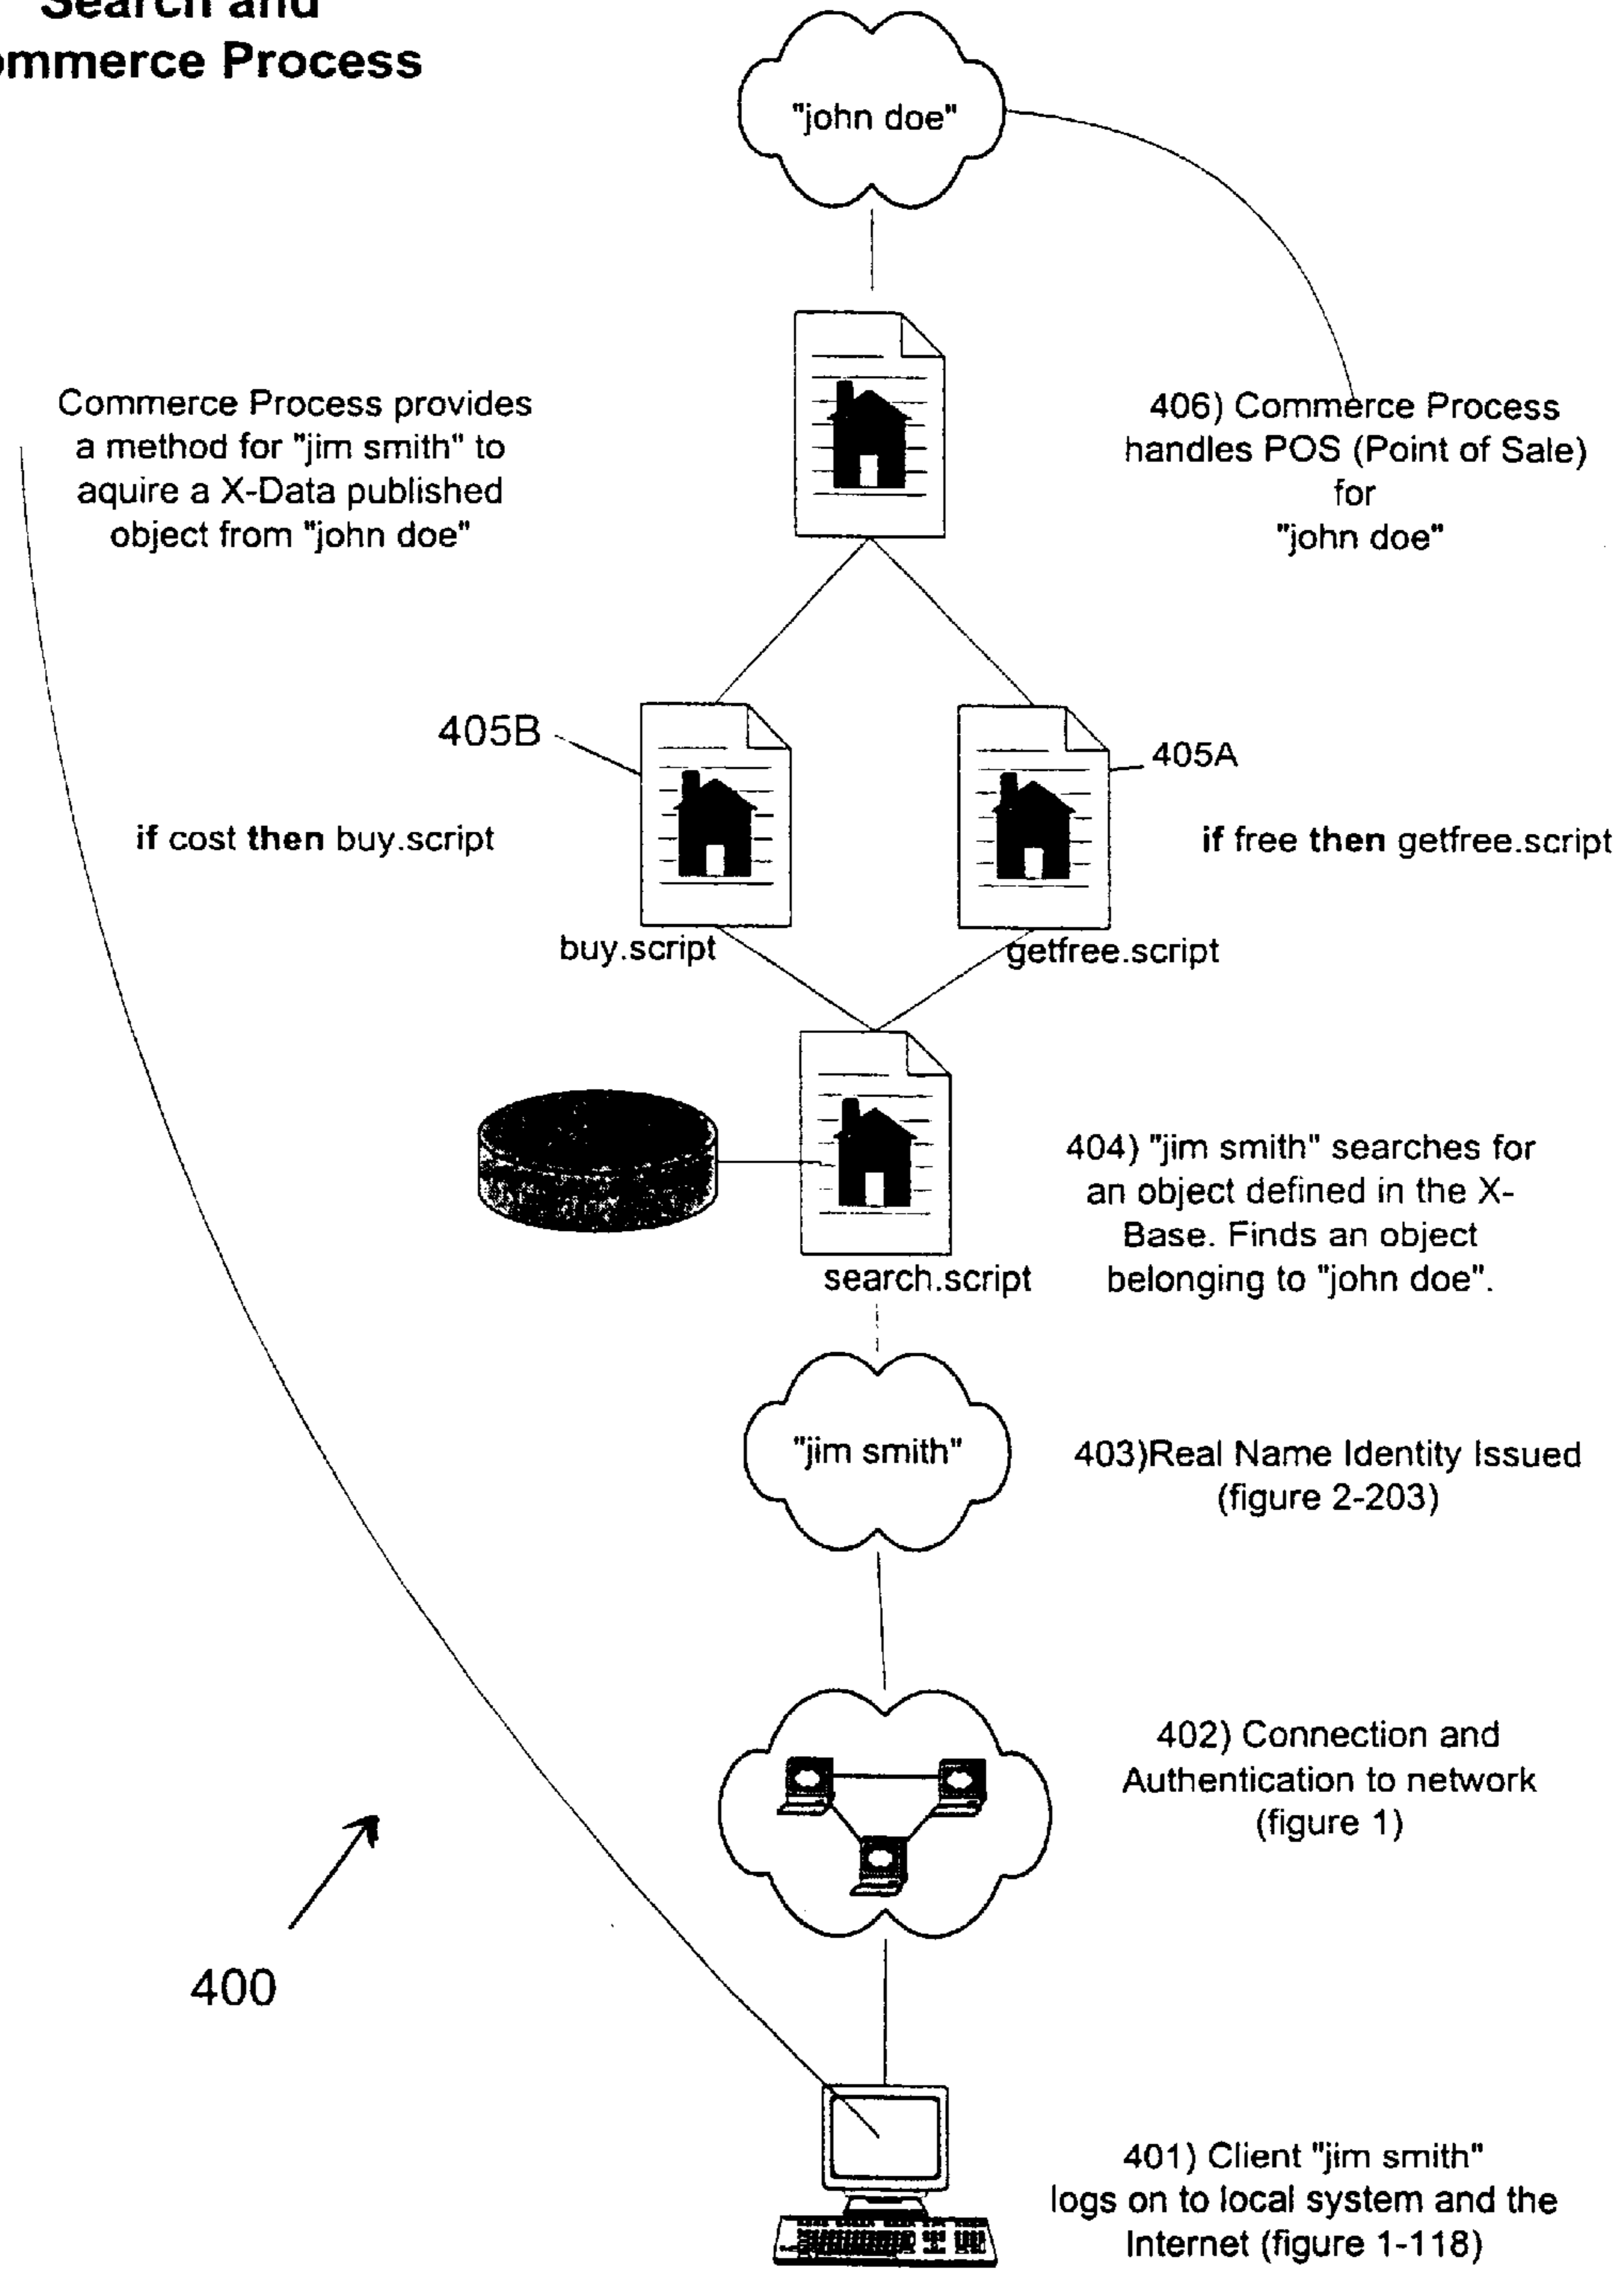 Search and
ommerce Process
"john doe"
Commerce Process provides
a method for "jim smith" to
aquire a X-Data published
object from "john doe"
406) Commerce Process
handles POS (Point of Sale)
for
"john doe"
405B
405A
if cost then buy.script
if free then getfree.script
buy.script
getfree.script
404) "jim smith" searches for
an object defined in the X-
Base. Finds an object
belonging to "john doe".
search.script
"jim smith"
403)Real Name Identity Issued
(figure 2-203)
402) Connection and
Authentication to network
(figure 1)
400
401) Client "jim smith"
logs on to local system and the
Internet (figure 1-118)